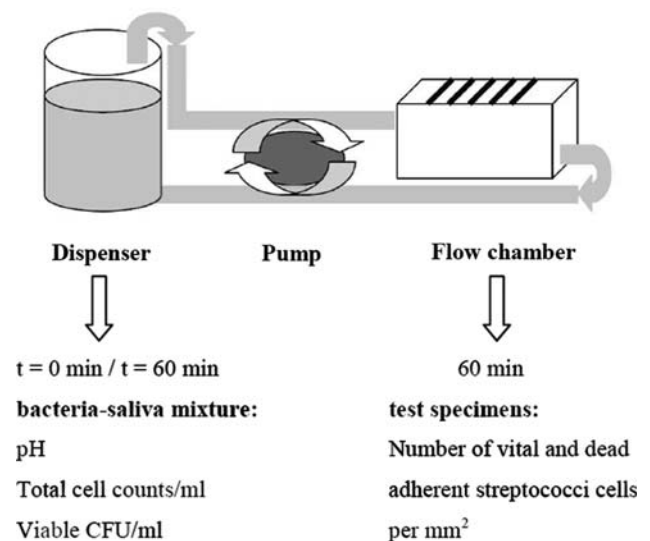 Dispenser Pump Flow chamber
t = 0 min / t = 60 min
bacteria-saliva mixture:
pH
Total cell counts/ml
Viable CFU/ml
60 min
test specimens:
Number of vital and dead
adherent streptococci cells
per mm²